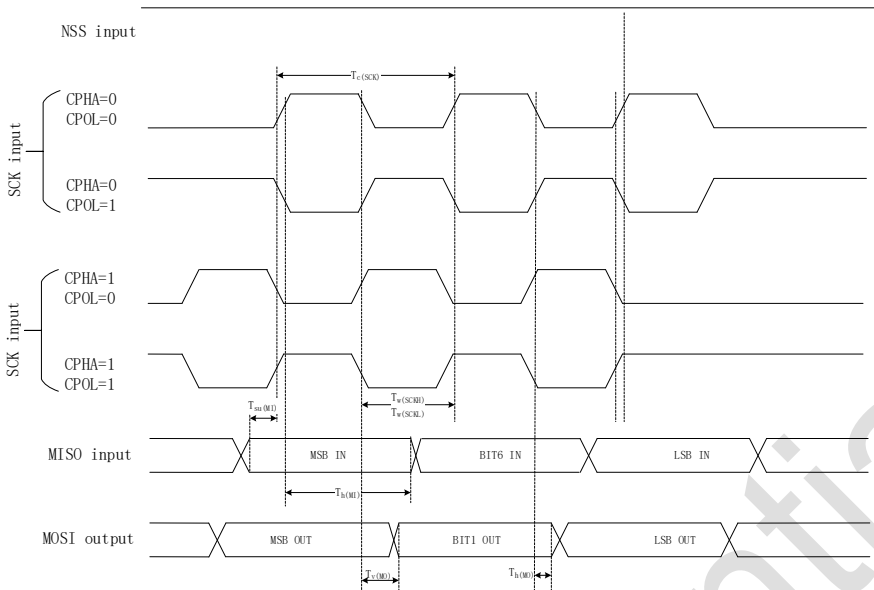 NSS input
Tc(SCK)
SCK input
CPHA=0
CPOL=0
CPHA=0
CPOL=1
SCK input
CPHA=1
CPOL=0
CPHA=1
CPOL=1
Tw(SCKH)
Tw(SCKL)
Tsu(MI)
MISO input
MSB IN
BIT6 IN
LSB IN
Th(MI)
MOSI output
MSB OUT
BIT1 OUT
LSB OUT
Tv(MO)
Th(MO)